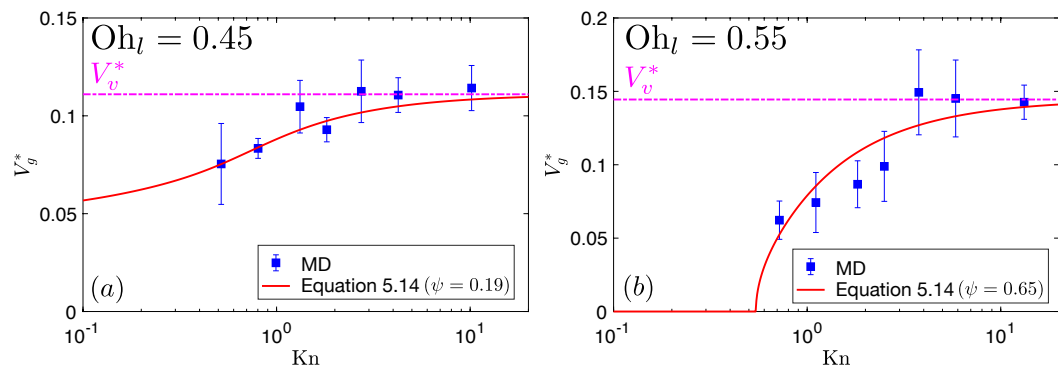 Oh_l = 0.45
V_v^*
0.15
0.1
0.05
0
V_g^*
(a)
MD
Equation 5.14 (ψ = 0.19)
10^-1
10^0
10^1
Kn
Oh_l = 0.55
V_v^*
0.2
0.15
0.1
0.05
0
V_g^*
(b)
MD
Equation 5.14 (ψ = 0.65)
10^-1
10^0
10^1
Kn